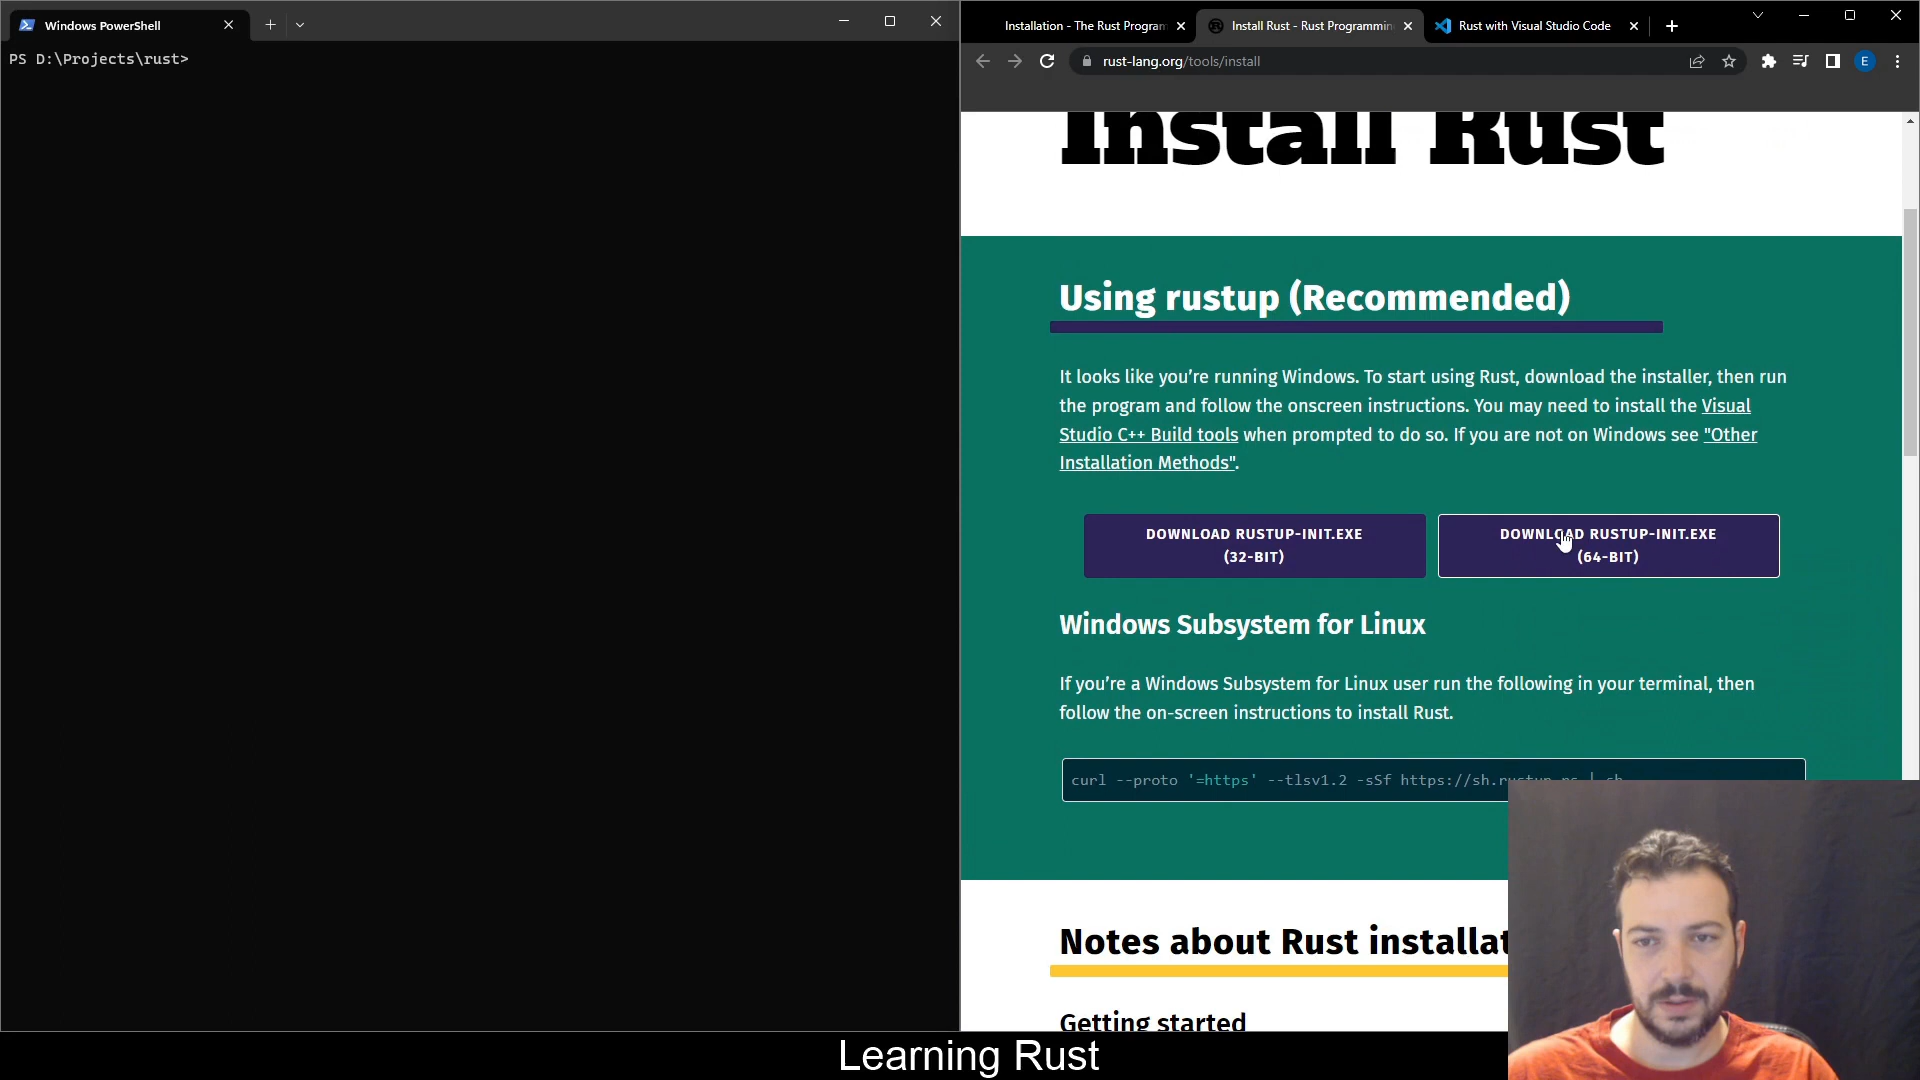 Windows PowerShell
PS D:\Projects\rust>
Installation - The Rust Program
Install Rust - Rust Programmin
Rust with Visual Studio Code
rust-lang.org/tools/install
E
Install Rust
Using rustup (Recommended)
It looks like you're running Windows. To start using Rust, download the installer, then run
the program and follow the onscreen instructions. You may need to install the Visual
Studio C++ Build tools when prompted to do so. If you are not on Windows see "Other
Installation Methods".
DOWNLOAD RUSTUP-INIT.EXE
(32-BIT)
DOWNLOAD RUSTUP-INIT.EXE
(64-BIT)
Windows Subsystem for Linux
If you're a Windows Subsystem for Linux user run the following in your terminal, then
follow the on-screen instructions to install Rust.
curl --proto '=https' --tlsv1.2 -sSf https://sh.rustup.rs | sh
Notes about Rust installat
Getting started
Learning Rust